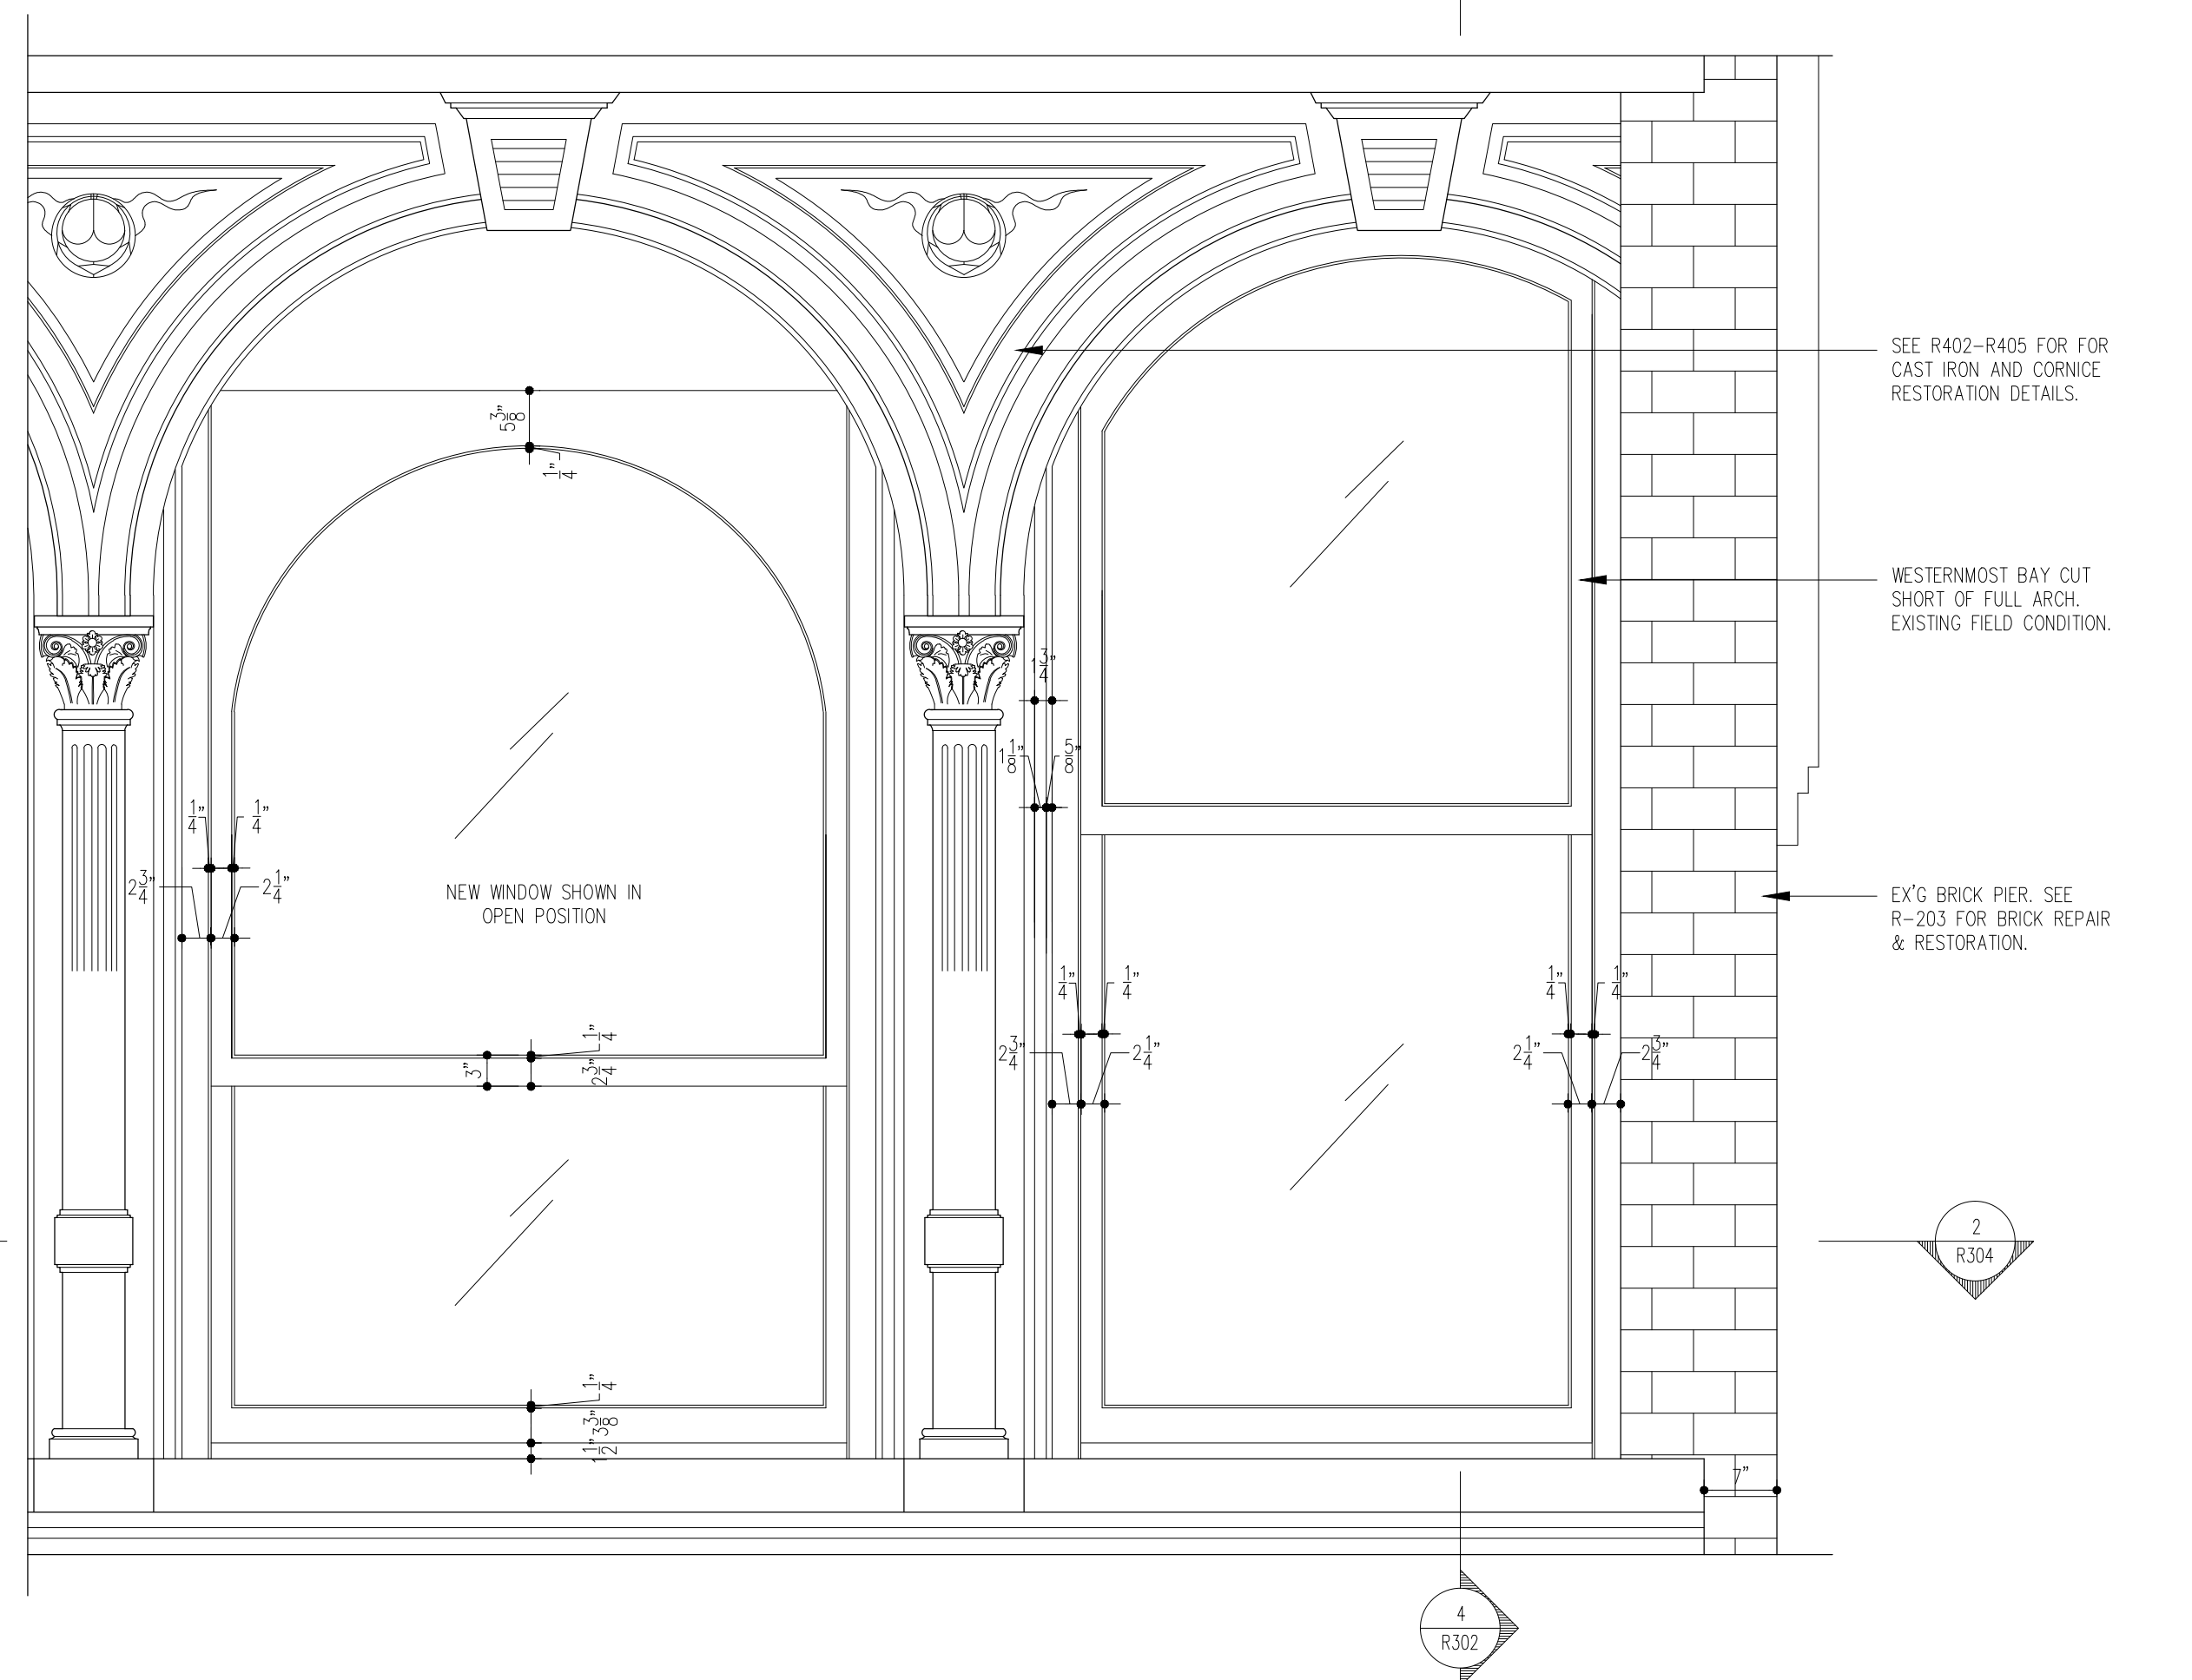 5 3/8"
1/4"
SEE R402-R405 FOR FOR
CAST IRON AND CORNICE
RESTORATION DETAILS.
WESTERNMOST BAY CUT
SHORT OF FULL ARCH.
EXISTING FIELD CONDITION.
1 3/4"
1 1/8" 5/8"
1/4" 1/4"
2 3/4" 2 1/4"
NEW WINDOW SHOWN IN
OPEN POSITION
EX'G BRICK PIER. SEE
R-203 FOR BRICK REPAIR
& RESTORATION.
1/4" 1/4" 1/4" 1/4"
2 3/4" 2 1/4" 2 1/4" 2 3/4"
1/4"
3" 2 3/4"
2
R304
1/4"
3 3/8"
1 1/2"
7"
4
R302